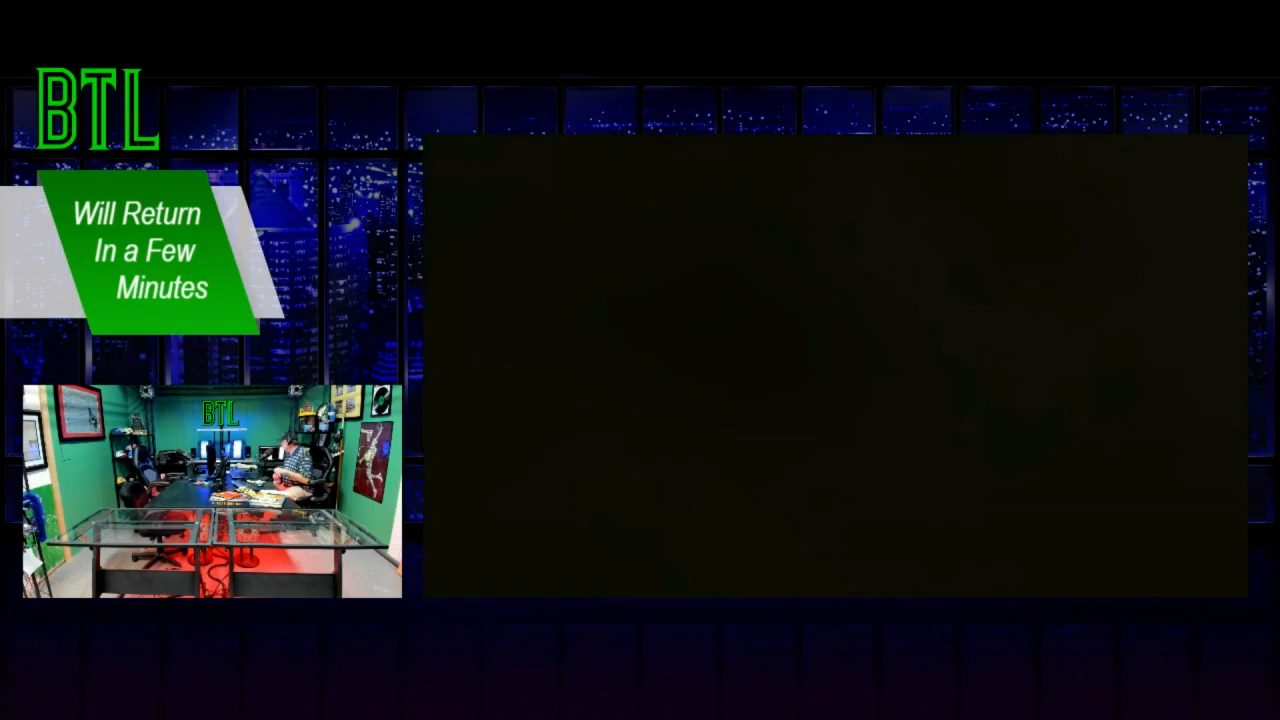 BTL
Will Return
In a Few
Minutes
BTL